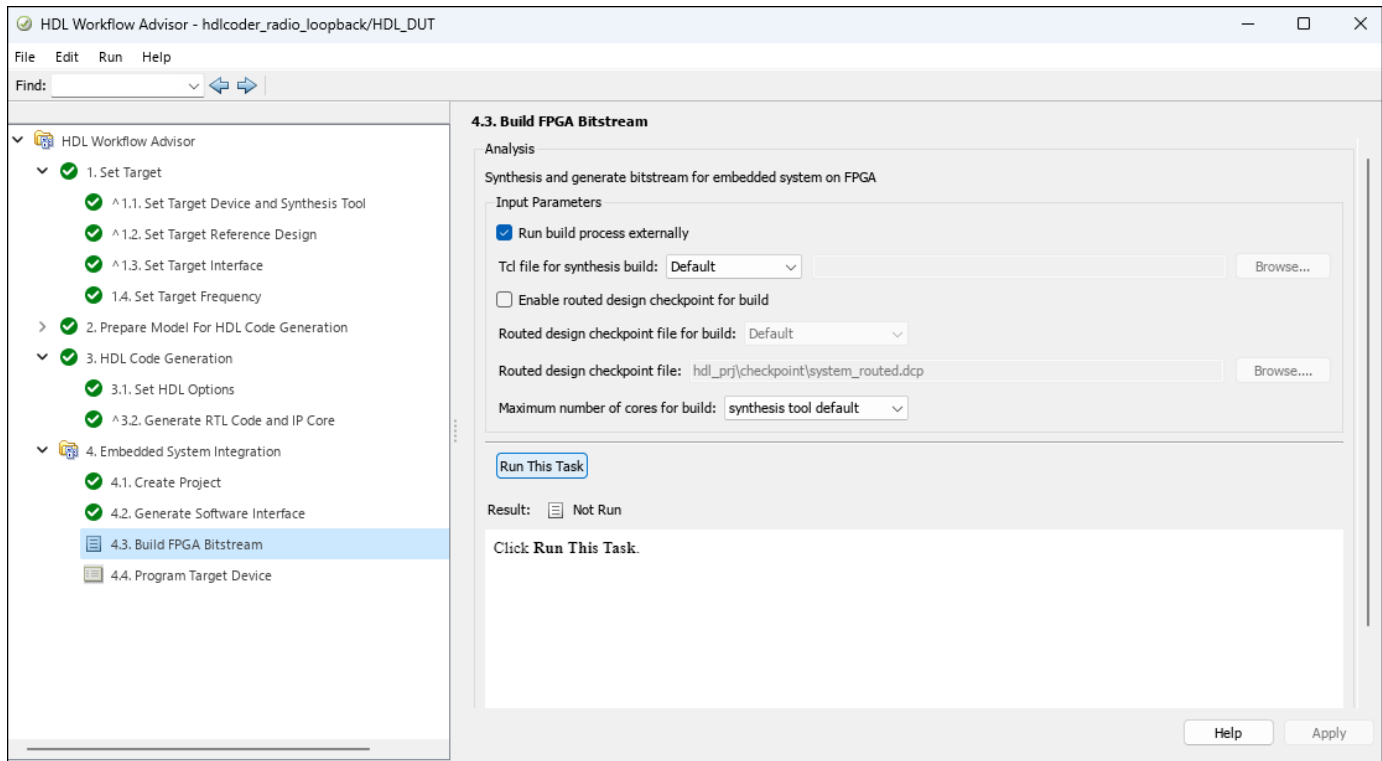 HDL Workflow Advisor - hdlcoder_radio_loopback/HDL_DUT
File Edit Run Help
Find:
HDL Workflow Advisor
1. Set Target
^1.1. Set Target Device and Synthesis Tool
^1.2. Set Target Reference Design
^1.3. Set Target Interface
1.4. Set Target Frequency
2. Prepare Model For HDL Code Generation
3. HDL Code Generation
3.1. Set HDL Options
^3.2. Generate RTL Code and IP Core
4. Embedded System Integration
4.1. Create Project
4.2. Generate Software Interface
4.3. Build FPGA Bitstream
4.4. Program Target Device
4.3. Build FPGA Bitstream
Analysis
Synthesis and generate bitstream for embedded system on FPGA
Input Parameters
Run build process externally
Tcl file for synthesis build: Default Browse...
Enable routed design checkpoint for build
Routed design checkpoint file for build: Default
Routed design checkpoint file: hdl_prj\checkpoint\system_routed.dcp Browse....
Maximum number of cores for build: synthesis tool default
Run This Task
Result: Not Run
Click Run This Task.
Help Apply